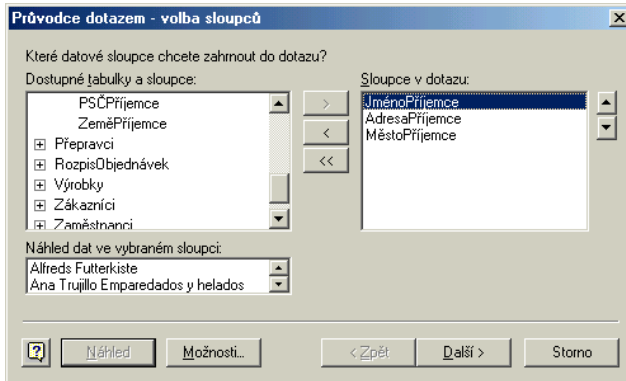 Průvodce dotazem - volba sloupců
Které datové sloupce chcete zahrnout do dotazu?
Dostupné tabulky a sloupce:
PSČPříjemce
ZeměPříjemce
Přepravci
RozpisObjednávek
Výrobky
Zákazníci
Zaměstnanci
>
<
<<
Sloupce v dotazu:
JménoPříjemce
AdresaPříjemce
MěstoPříjemce
Náhled dat ve vybraném sloupci:
Alfreds Futterkiste
Ana Trujillo Emparedados y helados
Náhled
Možnosti...
< Zpět
Další >
Storno